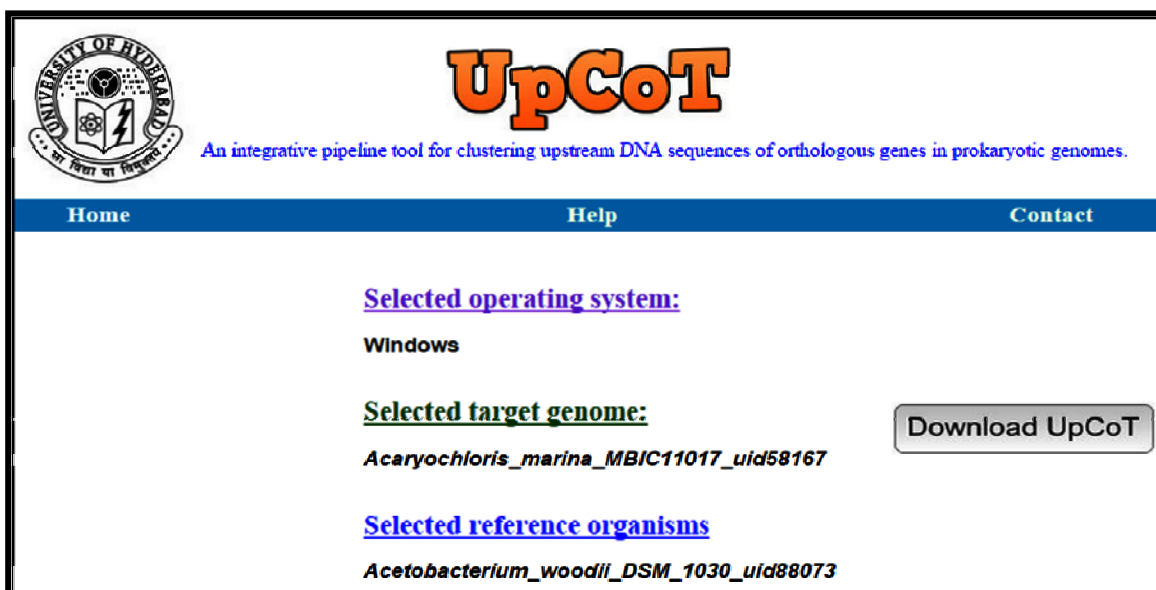 UNIVERSITY OF HYDERABAD
सा विद्या या विमुक्तये
UpCoT
An integrative pipeline tool for clustering upstream DNA sequences of orthologous genes in prokaryotic genomes.
Home Help Contact
Selected operating system:
Windows
Selected target genome:
Download UpCoT
Acaryochloris_marina_MBIC11017_uid58167
Selected reference organisms
Acetobacterium_woodii_DSM_1030_uid88073